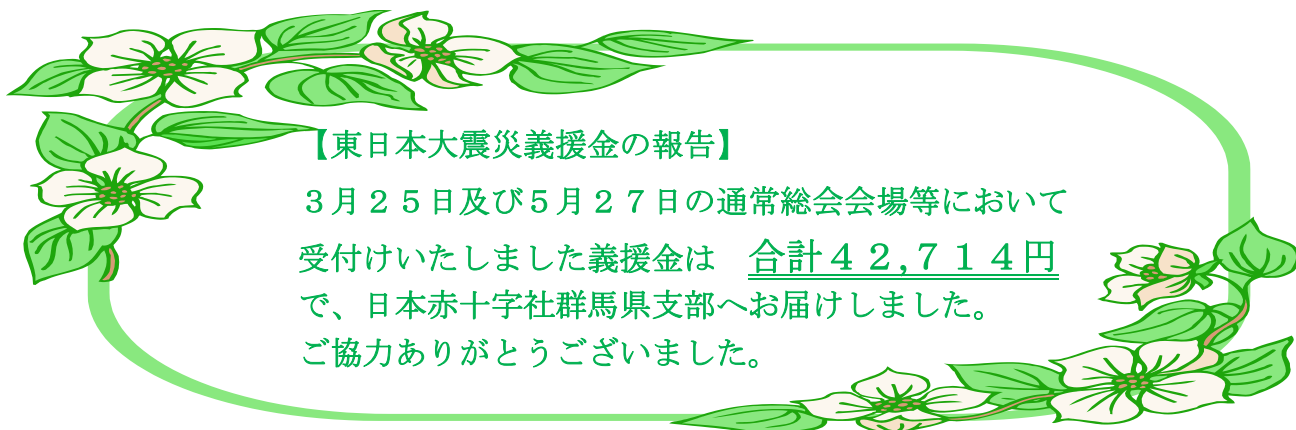 【東日本大震災義援金の報告】
３月２５日及び５月２７日の通常総会会場等において
受付けいたしました義援金は　合計４２,７１４円
で、日本赤十字社群馬県支部へお届けしました。
ご協力ありがとうございました。